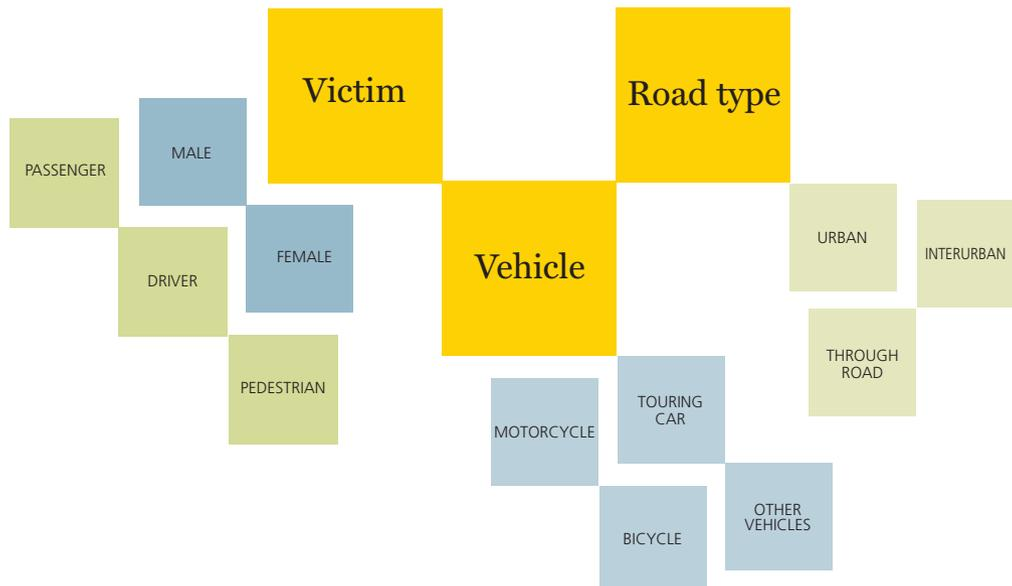 Victim
Road type
Vehicle
PASSENGER
MALE
FEMALE
DRIVER
PEDESTRIAN
URBAN
INTERURBAN
THROUGH
ROAD
MOTORCYCLE
TOURING
CAR
BICYCLE
OTHER
VEHICLES